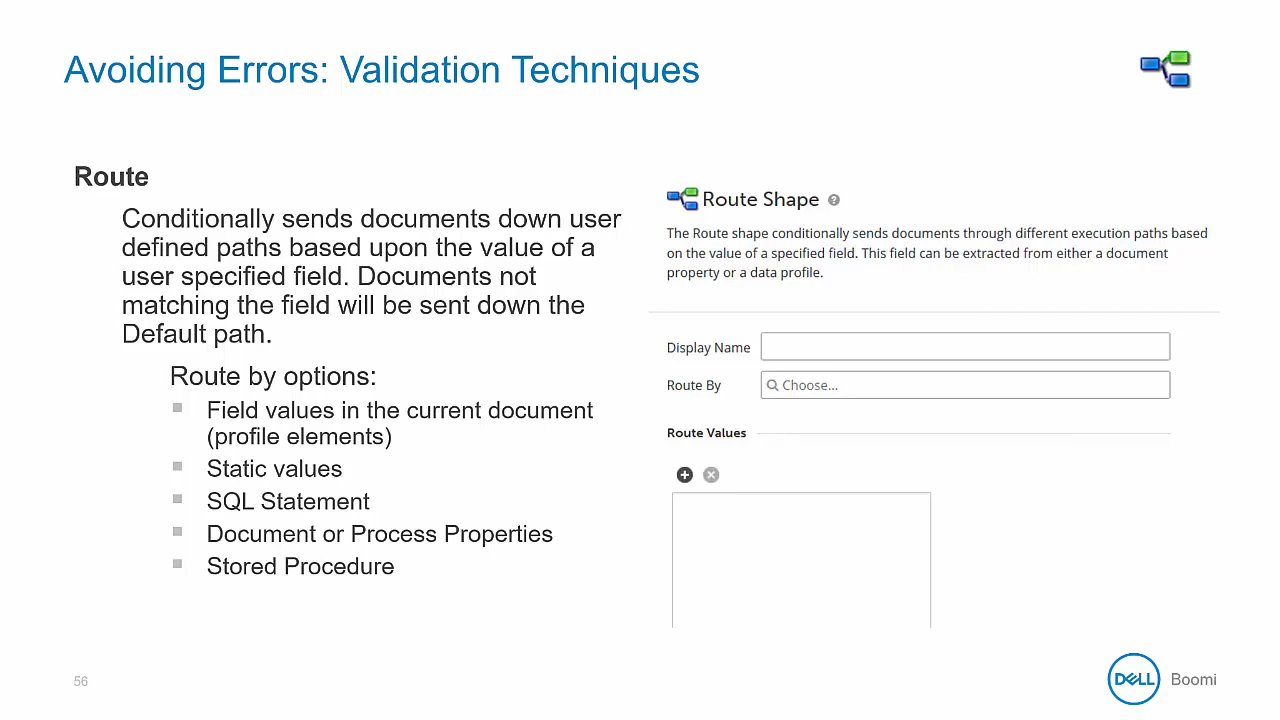 Avoiding Errors: Validation Techniques
Route
Conditionally sends documents down user
defined paths based upon the value of a
user specified field. Documents not
matching the field will be sent down the
Default path.
Route by options:
Field values in the current document
(profile elements)
Static values
SQL Statement
Document or Process Properties
Stored Procedure
Route Shape ?
The Route shape conditionally sends documents through different execution paths based
on the value of a specified field. This field can be extracted from either a document
property or a data profile.
Display Name
Route By Choose...
Route Values
56
DELL Boomi